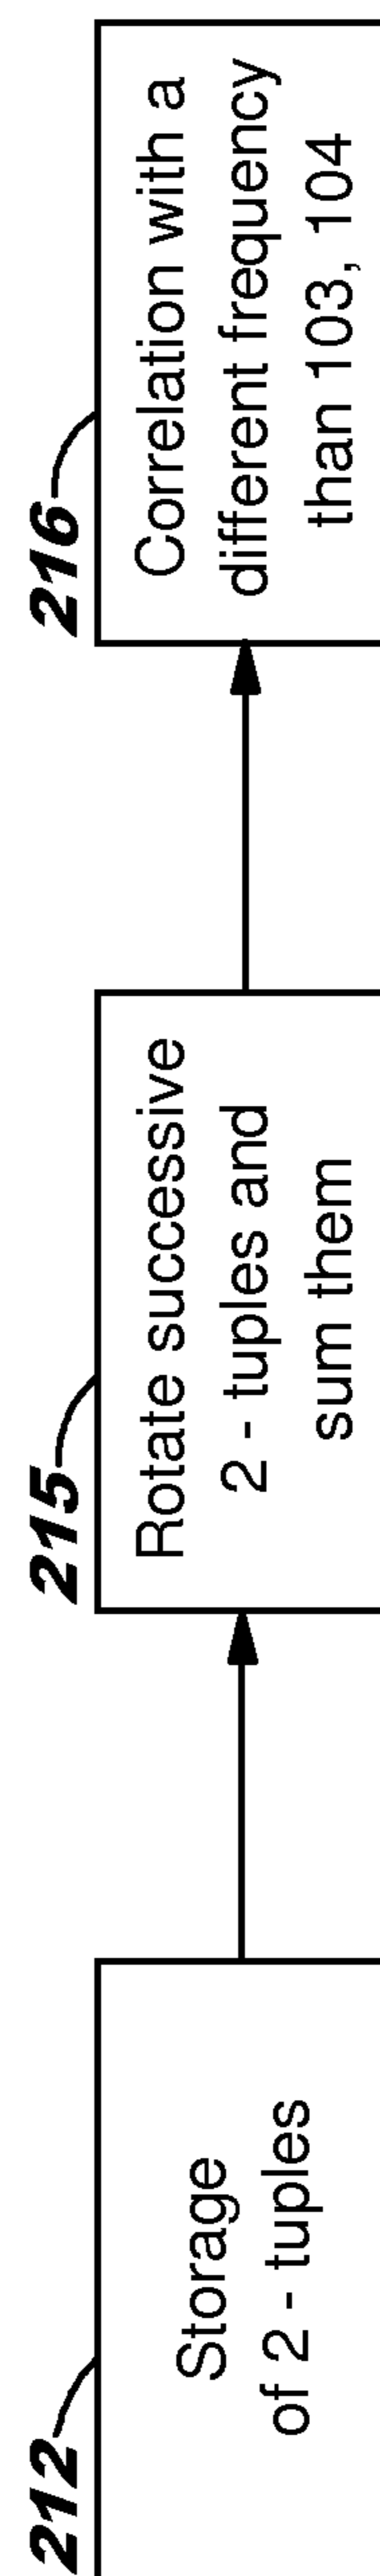 212
Storage
of 2 - tuples
215
Rotate successive
2 - tuples and
sum them
216
Correlation with a
different frequency
than 103, 104